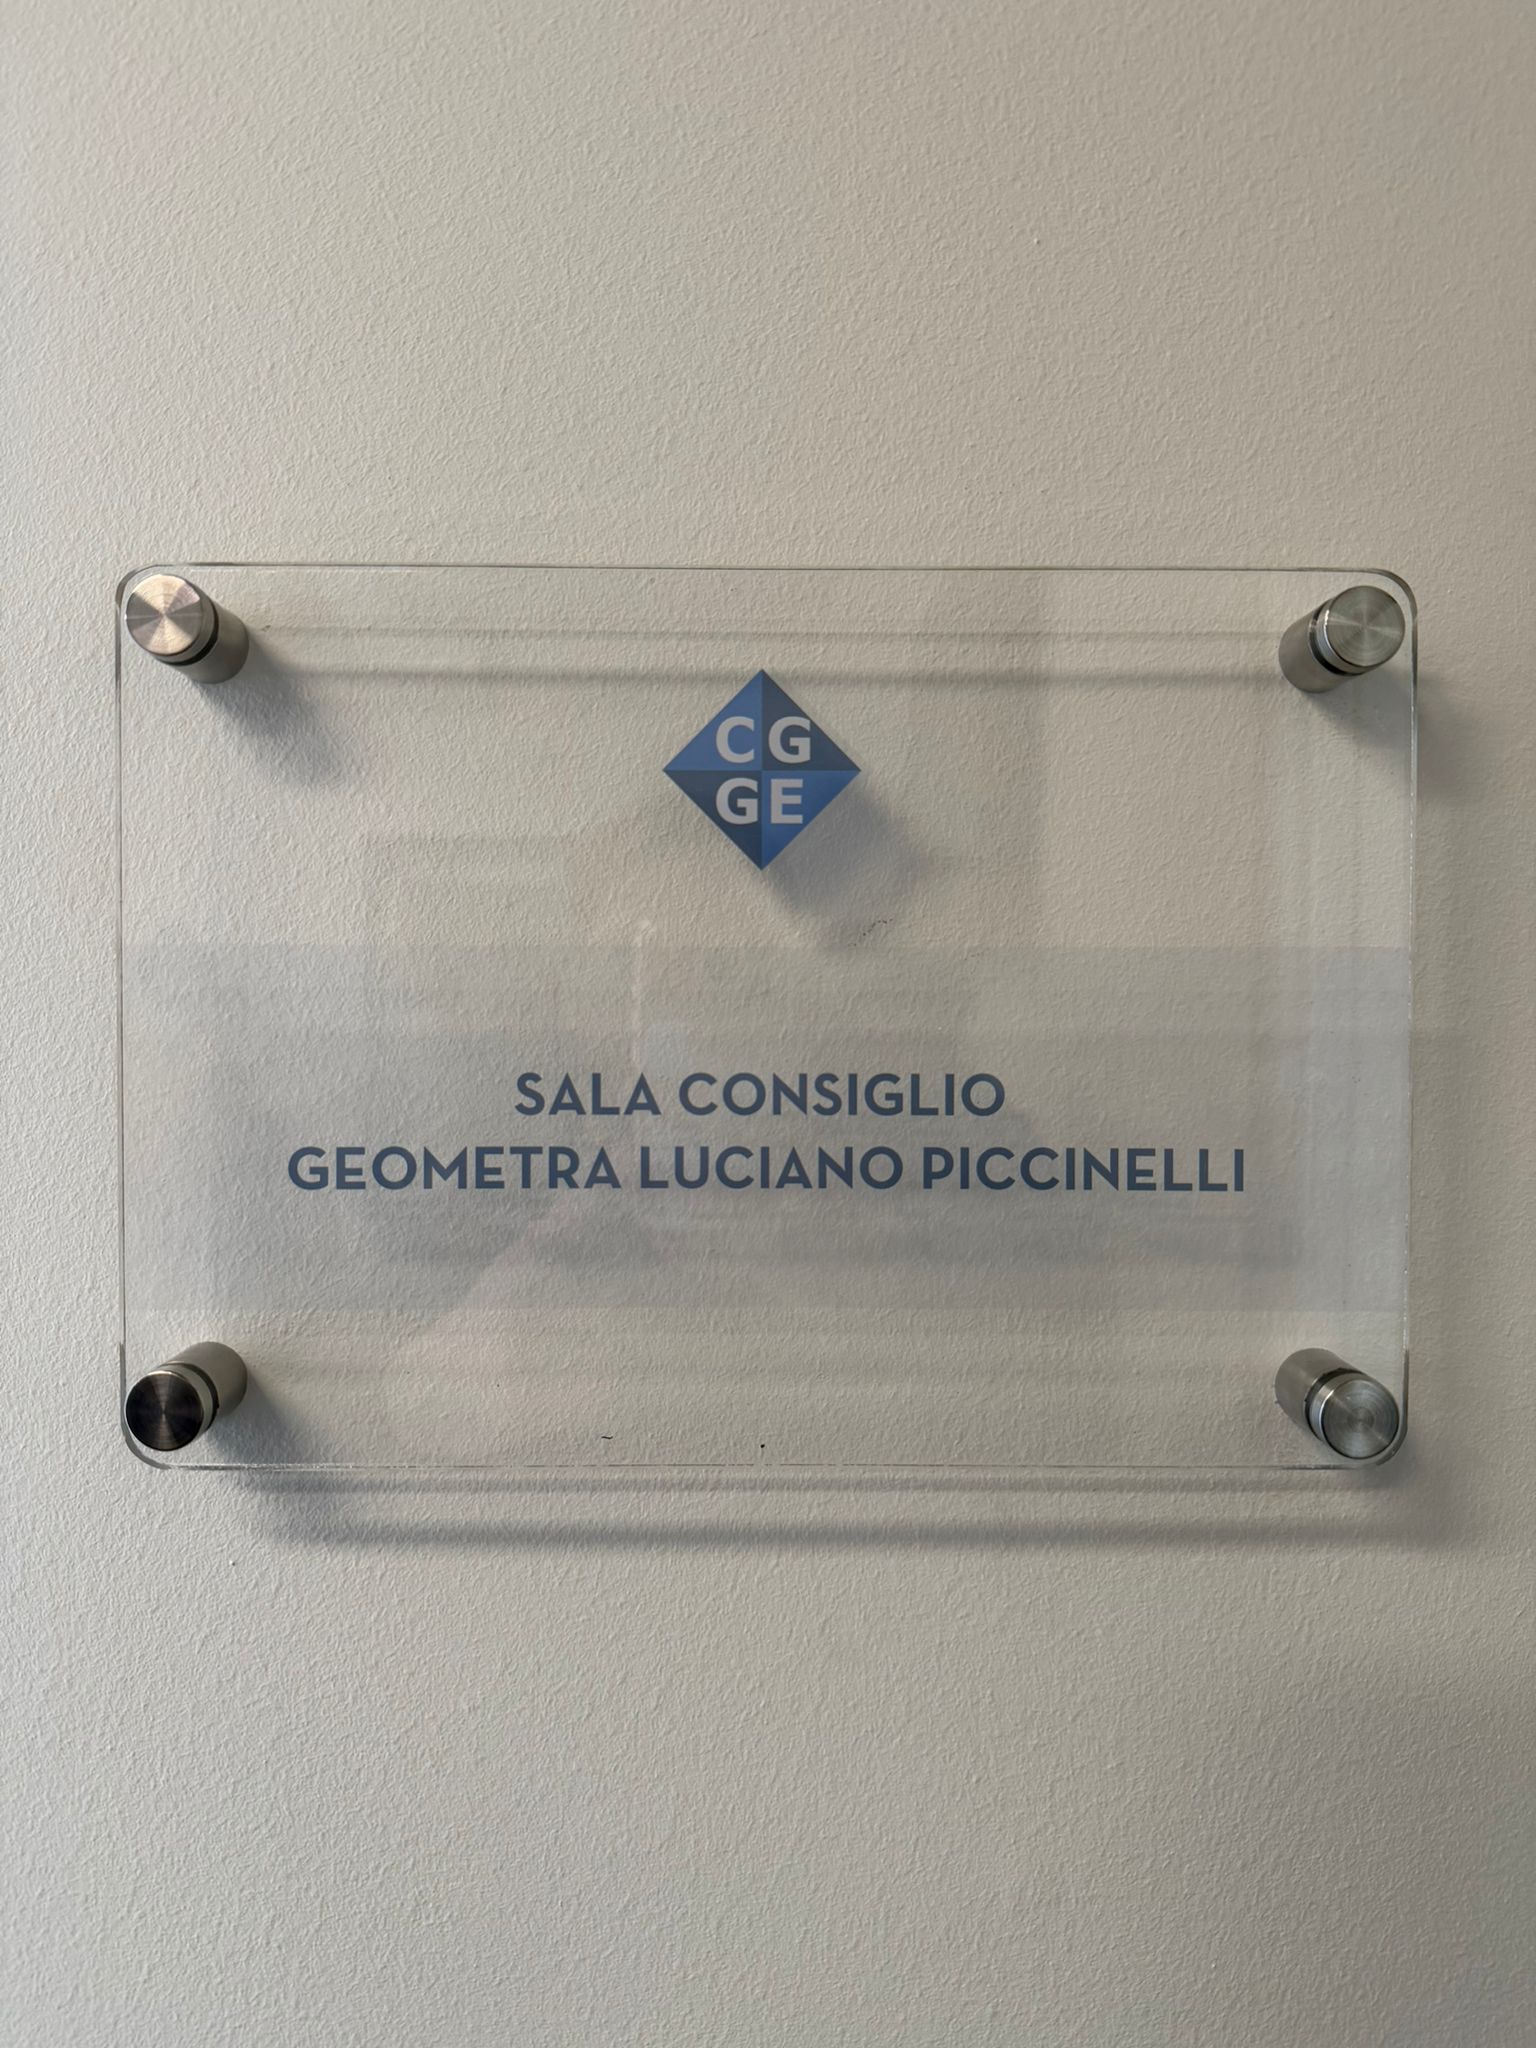 CG
GE
SALA CONSIGLIO
GEOMETRA LUCIANO PICCINELLI